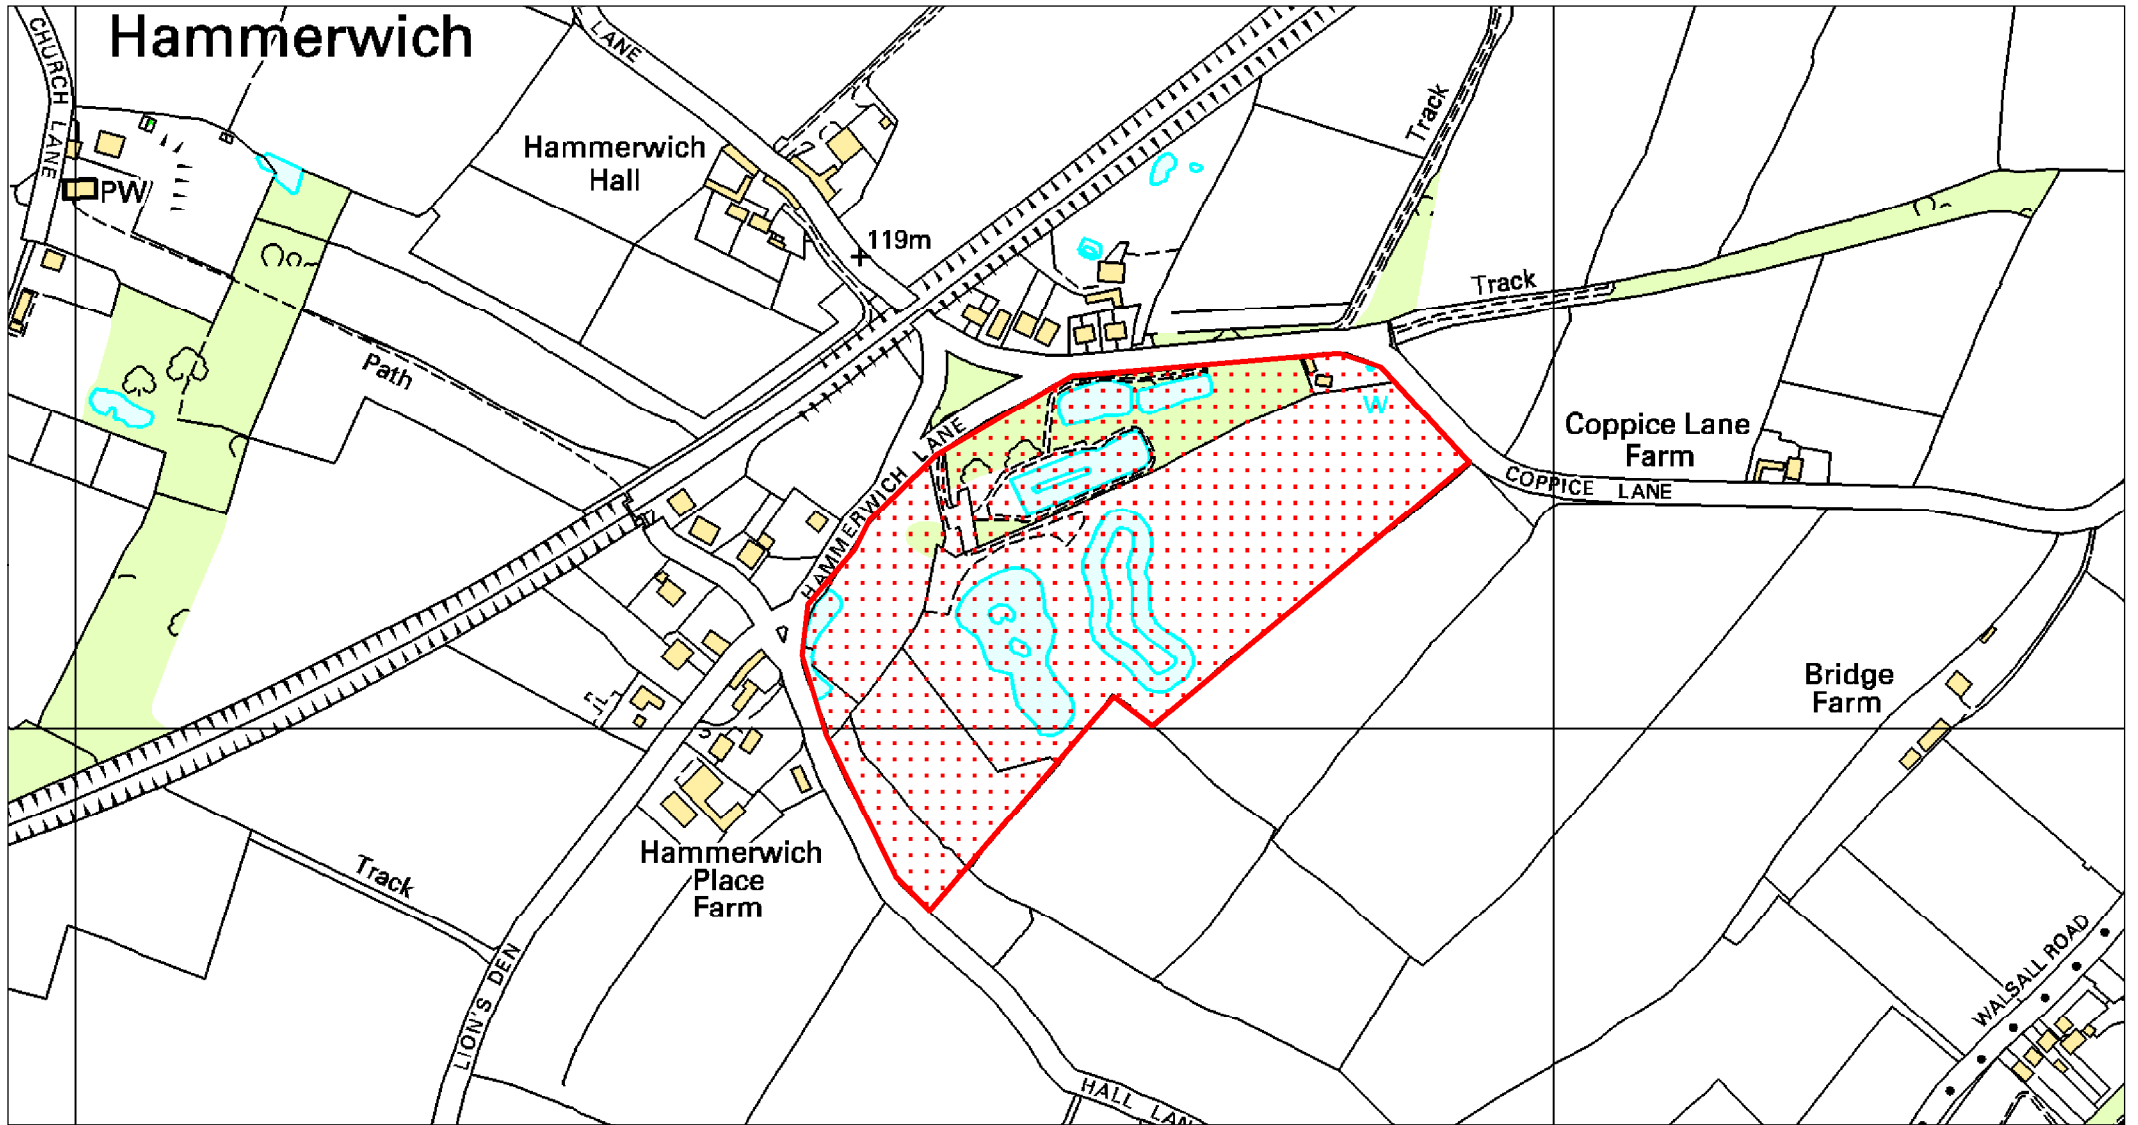 Hammerwich
CHURCH LANE
LANE
PW
Hammerwich
Hall
119m
Track
Track
Path
HAMMERWICH LANE
W
Coppice Lane
Farm
COPPICE LANE
Bridge
Farm
Hammerwich
Place
Farm
Track
LION'S DEN
HALL LAN
WALSALL ROAD